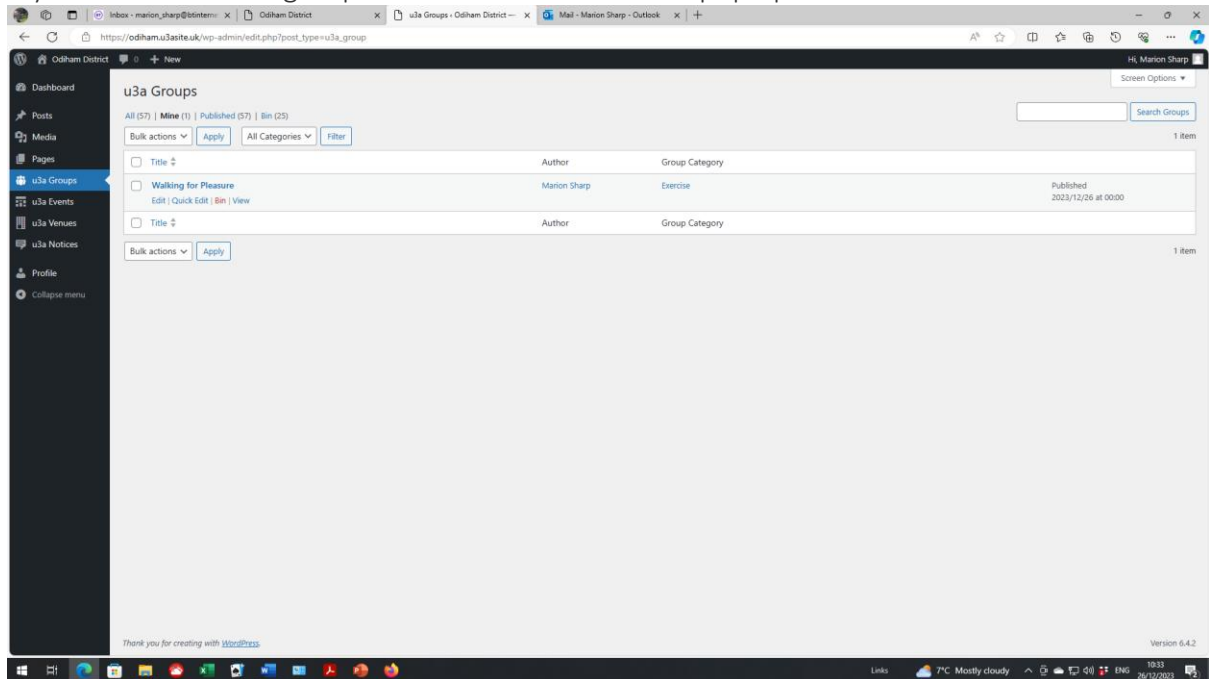 Inbox - marion_sharp@btintern
Odiham District
u3a Groups ‹ Odiham District —
Mail - Marion Sharp - Outlook
https://odiham.u3asite.uk/wp-admin/edit.php?post_type=u3a_group
Odiham District 0 + New
Hi, Marion Sharp
Screen Options
Dashboard
Posts
Media
Pages
u3a Groups
u3a Events
u3a Venues
u3a Notices
Profile
Collapse menu
u3a Groups
All (57) | Mine (1) | Published (57) | Bin (25)
Search Groups
Bulk actions Apply All Categories Filter
1 item
Title Author Group Category
Walking for Pleasure Marion Sharp Exercise Published
Edit | Quick Edit | Bin | View 2023/12/26 at 00:00
Title Author Group Category
Bulk actions Apply
1 item
Thank you for creating with WordPress.
Version 6.4.2
Links 7°C Mostly cloudy ENG 10:33
26/12/2023